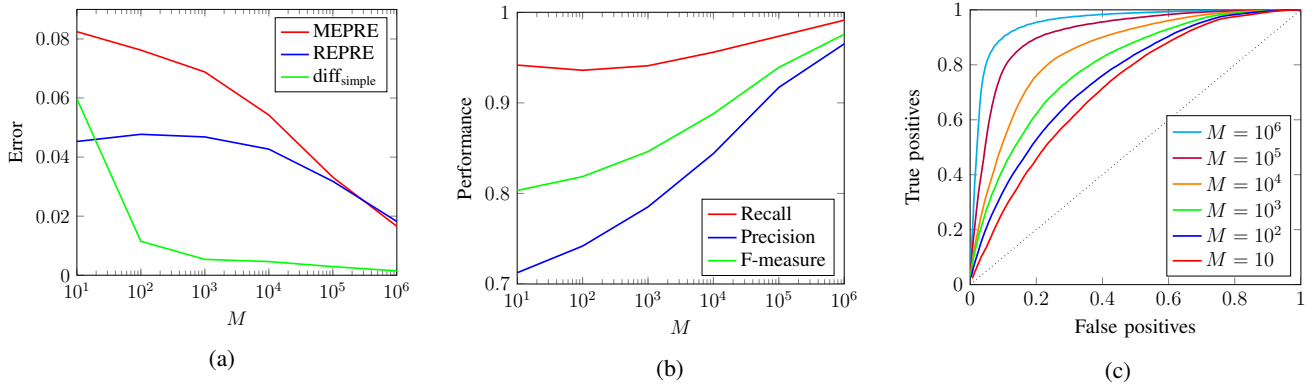 0.08
0.06
0.04
0.02
0
Error
10^1
10^2
10^3
10^4
10^5
10^6
M
MEPRE
REPRE
diff_simple
(a)
1
0.9
0.8
0.7
Performance
10^1
10^2
10^3
10^4
10^5
10^6
M
Recall
Precision
F-measure
(b)
1
0.8
0.6
0.4
0.2
0
True positives
0
0.2
0.4
0.6
0.8
1
False positives
M = 10^6
M = 10^5
M = 10^4
M = 10^3
M = 10^2
M = 10
(c)